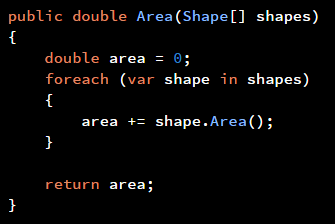 public double Area(Shape[] shapes)
{
    double area = 0;
    foreach (var shape in shapes)
    {
        area += shape.Area();
    }

    return area;
}